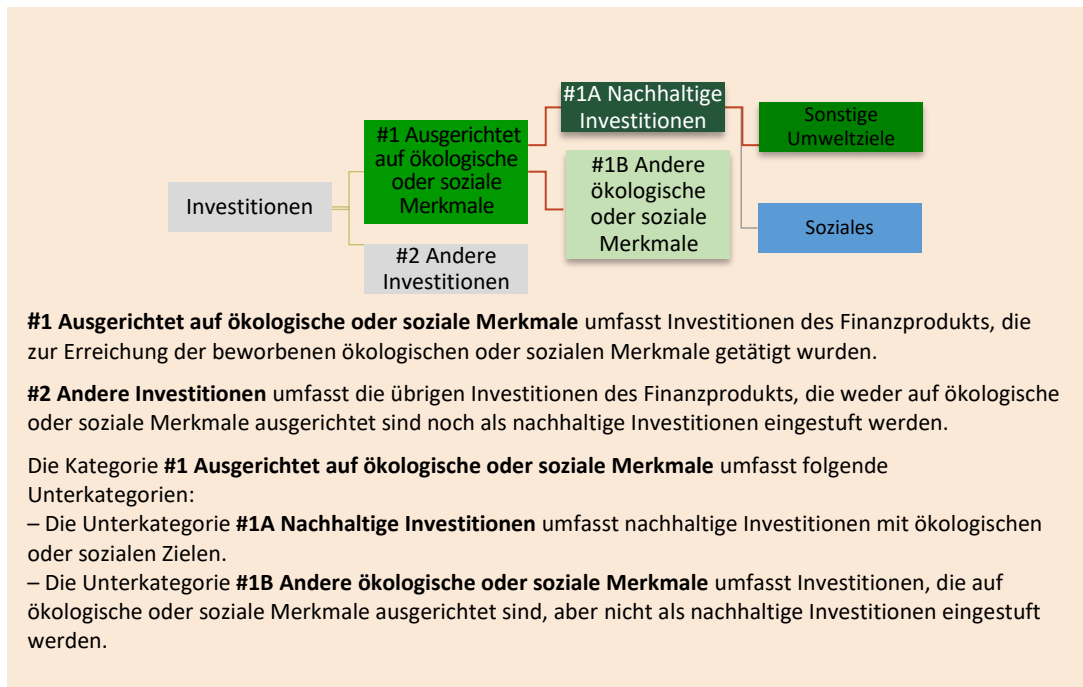 #1A Nachhaltige
Investitionen
Sonstige
Umweltziele
#1 Ausgerichtet
auf ökologische
oder soziale
Merkmale
#1B Andere
ökologische
oder soziale
Merkmale
Investitionen
Soziales
#2 Andere
Investitionen
#1 Ausgerichtet auf ökologische oder soziale Merkmale umfasst Investitionen des Finanzprodukts, die
zur Erreichung der beworbenen ökologischen oder sozialen Merkmale getätigt wurden.
#2 Andere Investitionen umfasst die übrigen Investitionen des Finanzprodukts, die weder auf ökologische
oder soziale Merkmale ausgerichtet sind noch als nachhaltige Investitionen eingestuft werden.
Die Kategorie #1 Ausgerichtet auf ökologische oder soziale Merkmale umfasst folgende
Unterkategorien:
– Die Unterkategorie #1A Nachhaltige Investitionen umfasst nachhaltige Investitionen mit ökologischen
oder sozialen Zielen.
– Die Unterkategorie #1B Andere ökologische oder soziale Merkmale umfasst Investitionen, die auf
ökologische oder soziale Merkmale ausgerichtet sind, aber nicht als nachhaltige Investitionen eingestuft
werden.